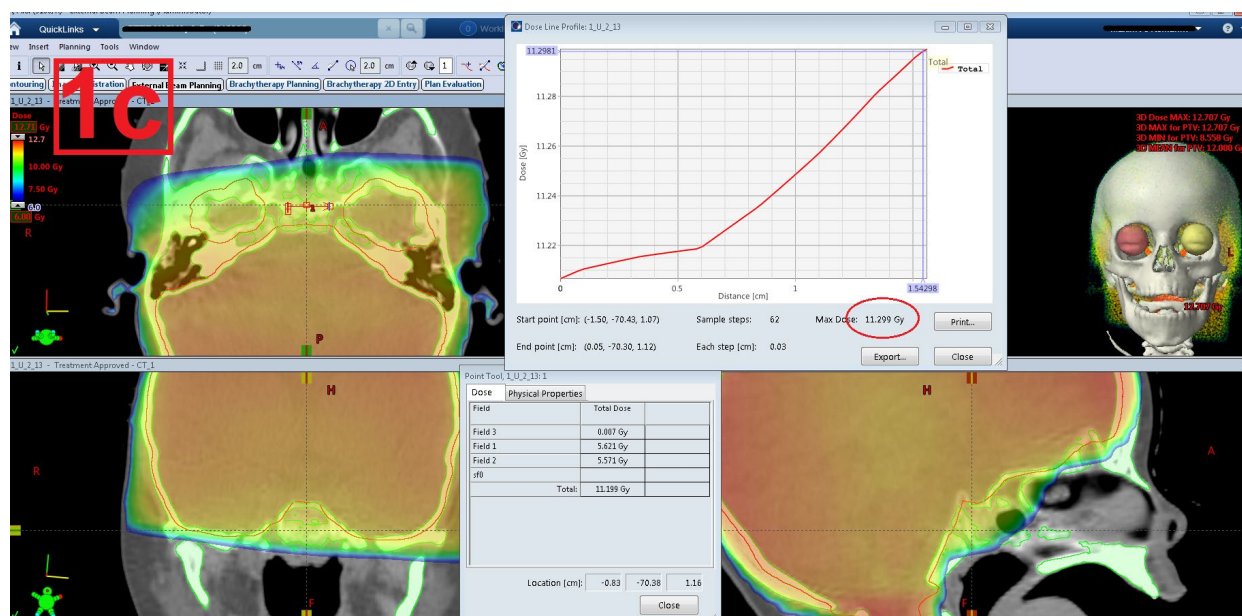 QuickLinks
0
ew Insert Planning Tools Window
2.0 cm
2.0 cm
1
1c
ontouring
External Beam Planning
Brachytherapy Planning
Brachytherapy 2D Entry
Plan Evaluation
1_U_2_13 - Treatment Approved - CT_1
Dose
12.71 Gy
12.7
10.00 Gy
7.50 Gy
6.0
6.00 Gy
R
A
P
Dose Line Profile: 1_U_2_13
11.2981
Total
Total
11.28
11.26
11.24
11.22
Dose [Gy]
0
0.5
1
1.54298
Distance [cm]
Start point [cm]: (-1.50, -70.43, 1.07) Sample steps: 62 Max Dose: 11.299 Gy Print...
End point [cm]: (0.05, -70.30, 1.12) Each step [cm]: 0.03
Export... Close
3D Dose MAX: 12.707 Gy
3D MAX for PTV: 12.707 Gy
3D MIN for PTV: 8.558 Gy
3D MEAN for PTV: 12.000 Gy
L
12.707 Gy
1_U_2_13 - Treatment Approved - CT_1
H
R
F
Point Tool, 1_U_2_13: 1
Dose Physical Properties
Field Total Dose
Field 3 0.007 Gy
Field 1 5.621 Gy
Field 2 5.571 Gy
sf0
Total: 11.199 Gy
Location [cm]: -0.83 -70.38 1.16
Close
H
A
F